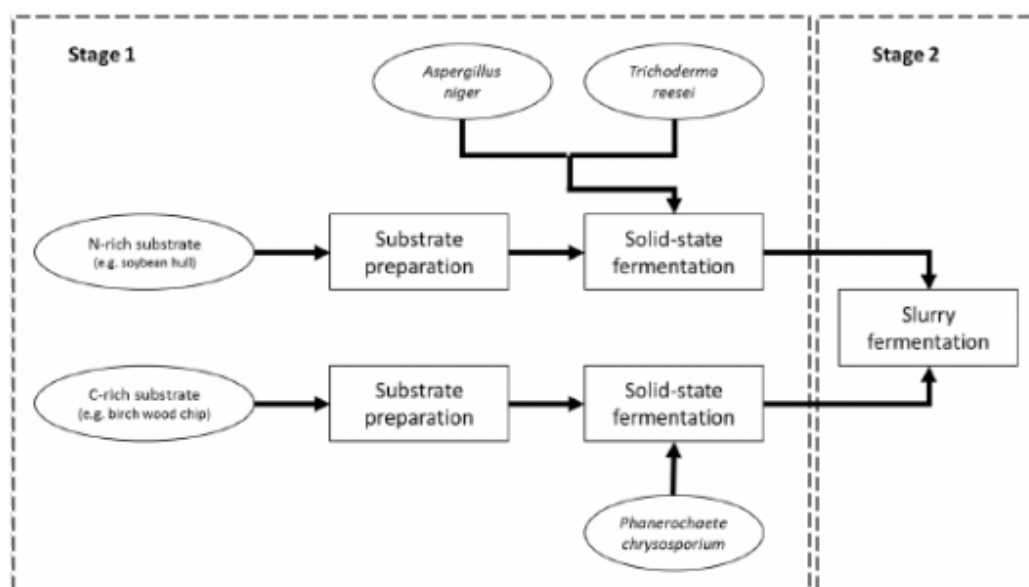 Stage 1
Stage 2
Aspergillus
niger
Trichoderma
reesei
N-rich substrate
(e.g. soybean hull)
Substrate
preparation
Solid-state
fermentation
Slurry
fermentation
C-rich substrate
(e.g. birch wood chip)
Substrate
preparation
Solid-state
fermentation
Phanerochaete
chrysosporium